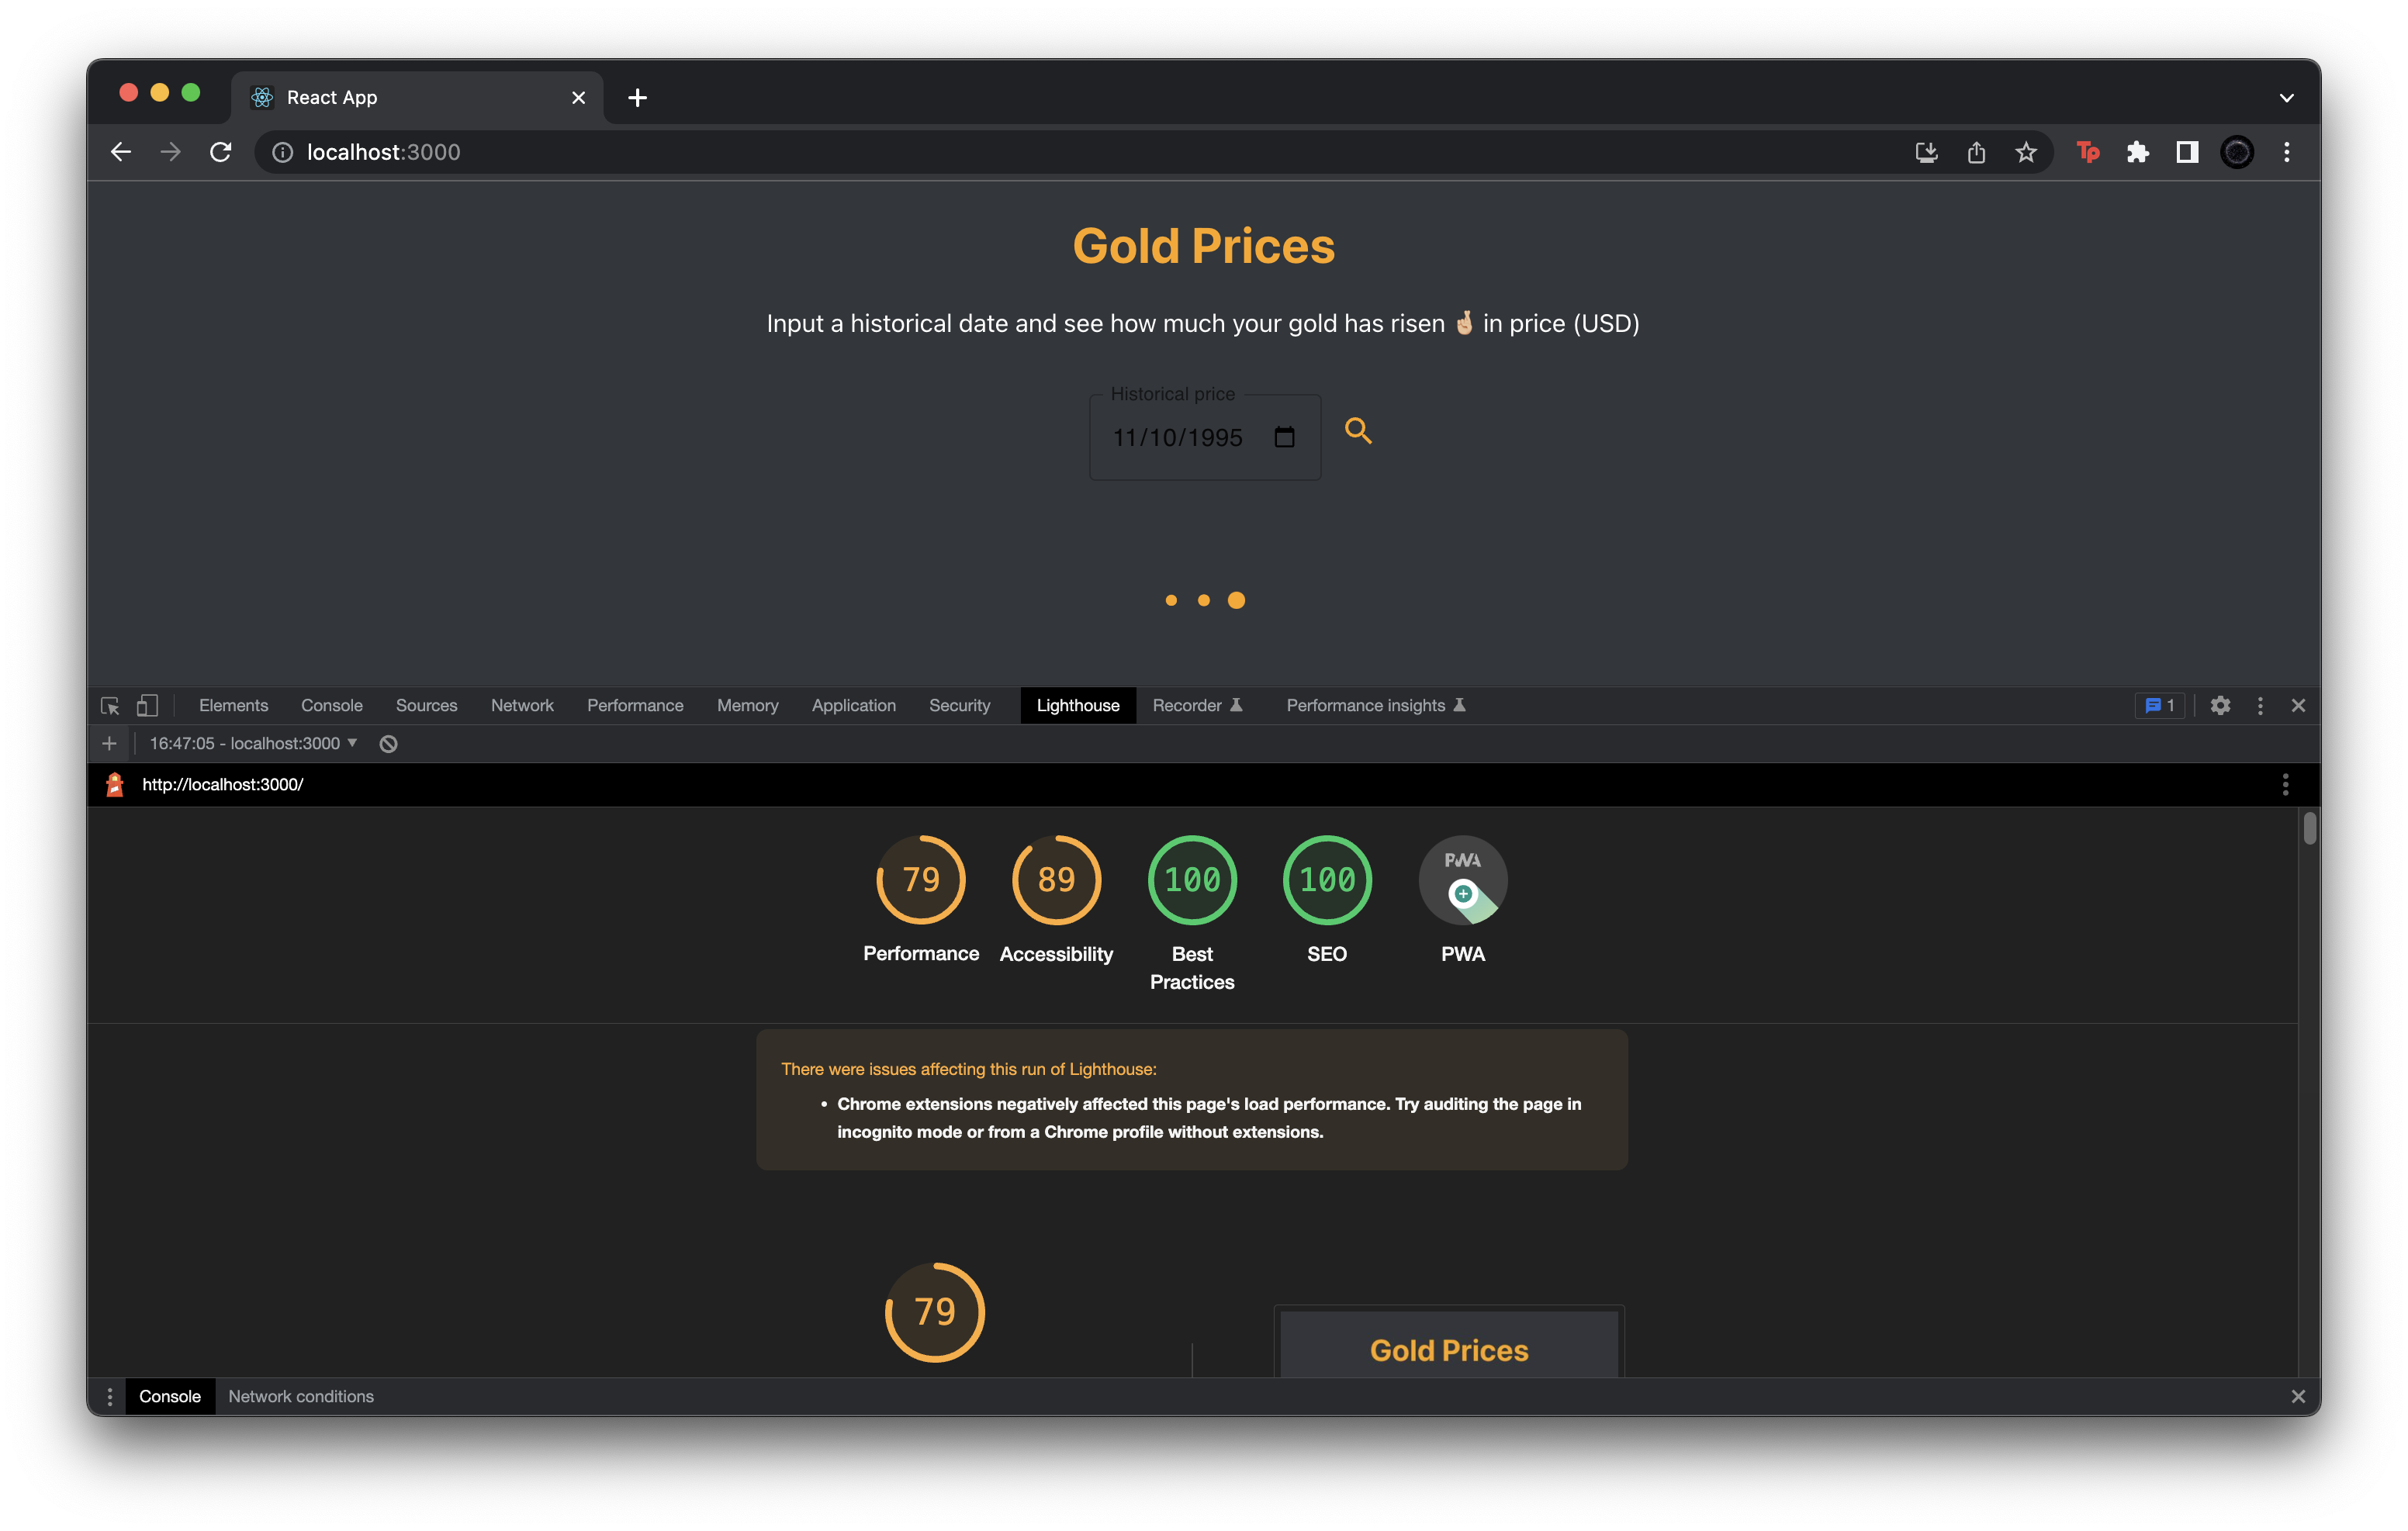 React App
localhost:3000
Tp
Gold Prices
Input a historical date and see how much your gold has risen 🤞🏼 in price (USD)
Historical price
11/10/1995
Elements Console Sources Network Performance Memory Application Security Lighthouse Recorder Performance insights 1
16:47:05 - localhost:3000
http://localhost:3000/
79 89 100 100 PWA
Performance Accessibility Best Practices SEO PWA
There were issues affecting this run of Lighthouse:
• Chrome extensions negatively affected this page's load performance. Try auditing the page in
incognito mode or from a Chrome profile without extensions.
79
Gold Prices
Console Network conditions